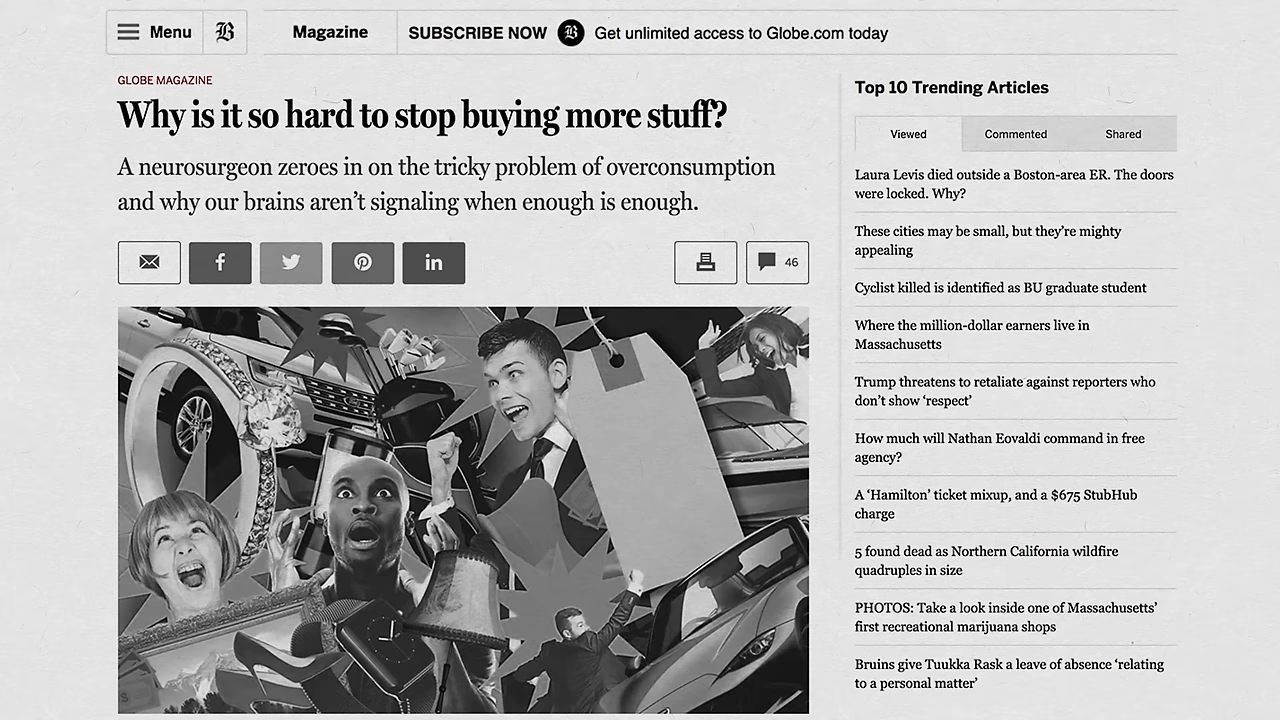 Menu
B
Magazine
SUBSCRIBE NOW B Get unlimited access to Globe.com today
GLOBE MAGAZINE
Why is it so hard to stop buying more stuff?
A neurosurgeon zeroes in on the tricky problem of overconsumption
and why our brains aren’t signaling when enough is enough.
f
in
46
Top 10 Trending Articles
Viewed
Commented
Shared
Laura Levis died outside a Boston-area ER. The doors
were locked. Why?
These cities may be small, but they’re mighty
appealing
Cyclist killed is identified as BU graduate student
Where the million-dollar earners live in
Massachusetts
Trump threatens to retaliate against reporters who
don’t show ‘respect’
How much will Nathan Eovaldi command in free
agency?
A ‘Hamilton’ ticket mixup, and a $675 StubHub
charge
5 found dead as Northern California wildfire
quadruples in size
PHOTOS: Take a look inside one of Massachusetts’
first recreational marijuana shops
Bruins give Tuukka Rask a leave of absence ‘relating
to a personal matter’